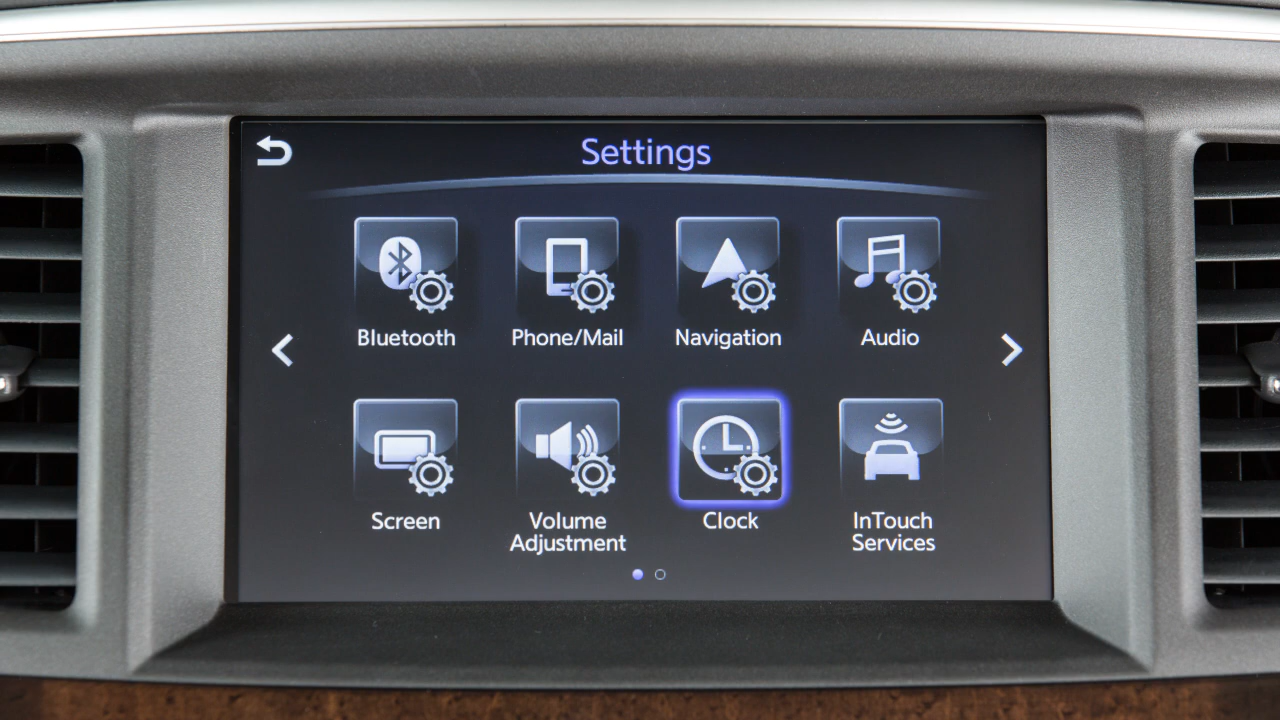 Settings
Bluetooth
Phone/Mail
Navigation
Audio
Screen
Volume
Adjustment
Clock
InTouch
Services